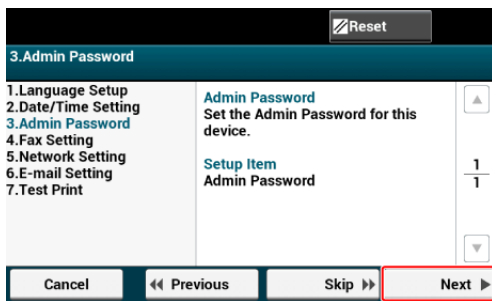 Reset
3.Admin Password
1.Language Setup
2.Date/Time Setting
3.Admin Password
4.Fax Setting
5.Network Setting
6.E-mail Setting
7.Test Print
Admin Password
Set the Admin Password for this
device.
Setup Item
Admin Password
1
1
Cancel
Previous
Skip
Next